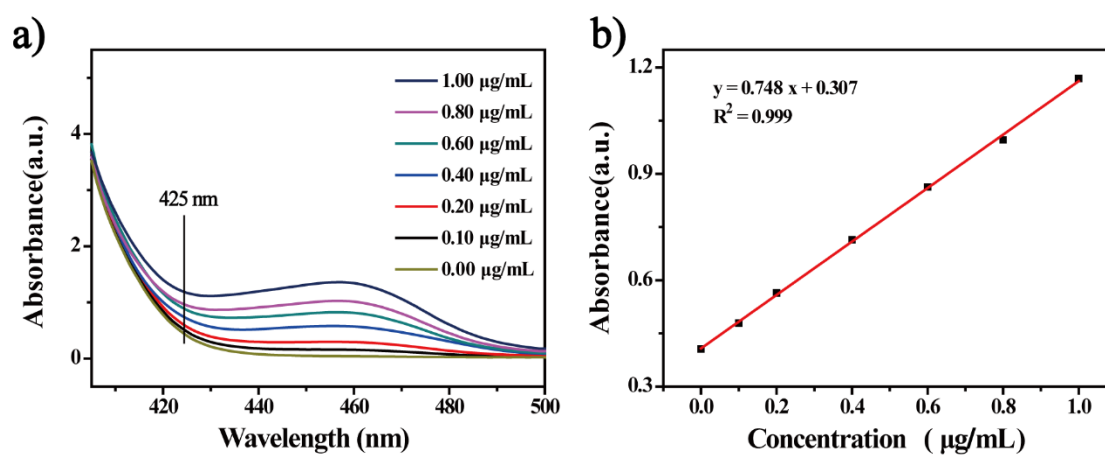 a)
Absorbance(a.u.)
4
2
0
425 nm
1.00 µg/mL
0.80 µg/mL
0.60 µg/mL
0.40 µg/mL
0.20 µg/mL
0.10 µg/mL
0.00 µg/mL
420 440 460 480 500
Wavelength (nm)
b)
Absorbance(a.u.)
1.2
0.9
0.6
0.3
y = 0.748 x + 0.307
R² = 0.999
0.0 0.2 0.4 0.6 0.8 1.0
Concentration ( µg/mL)